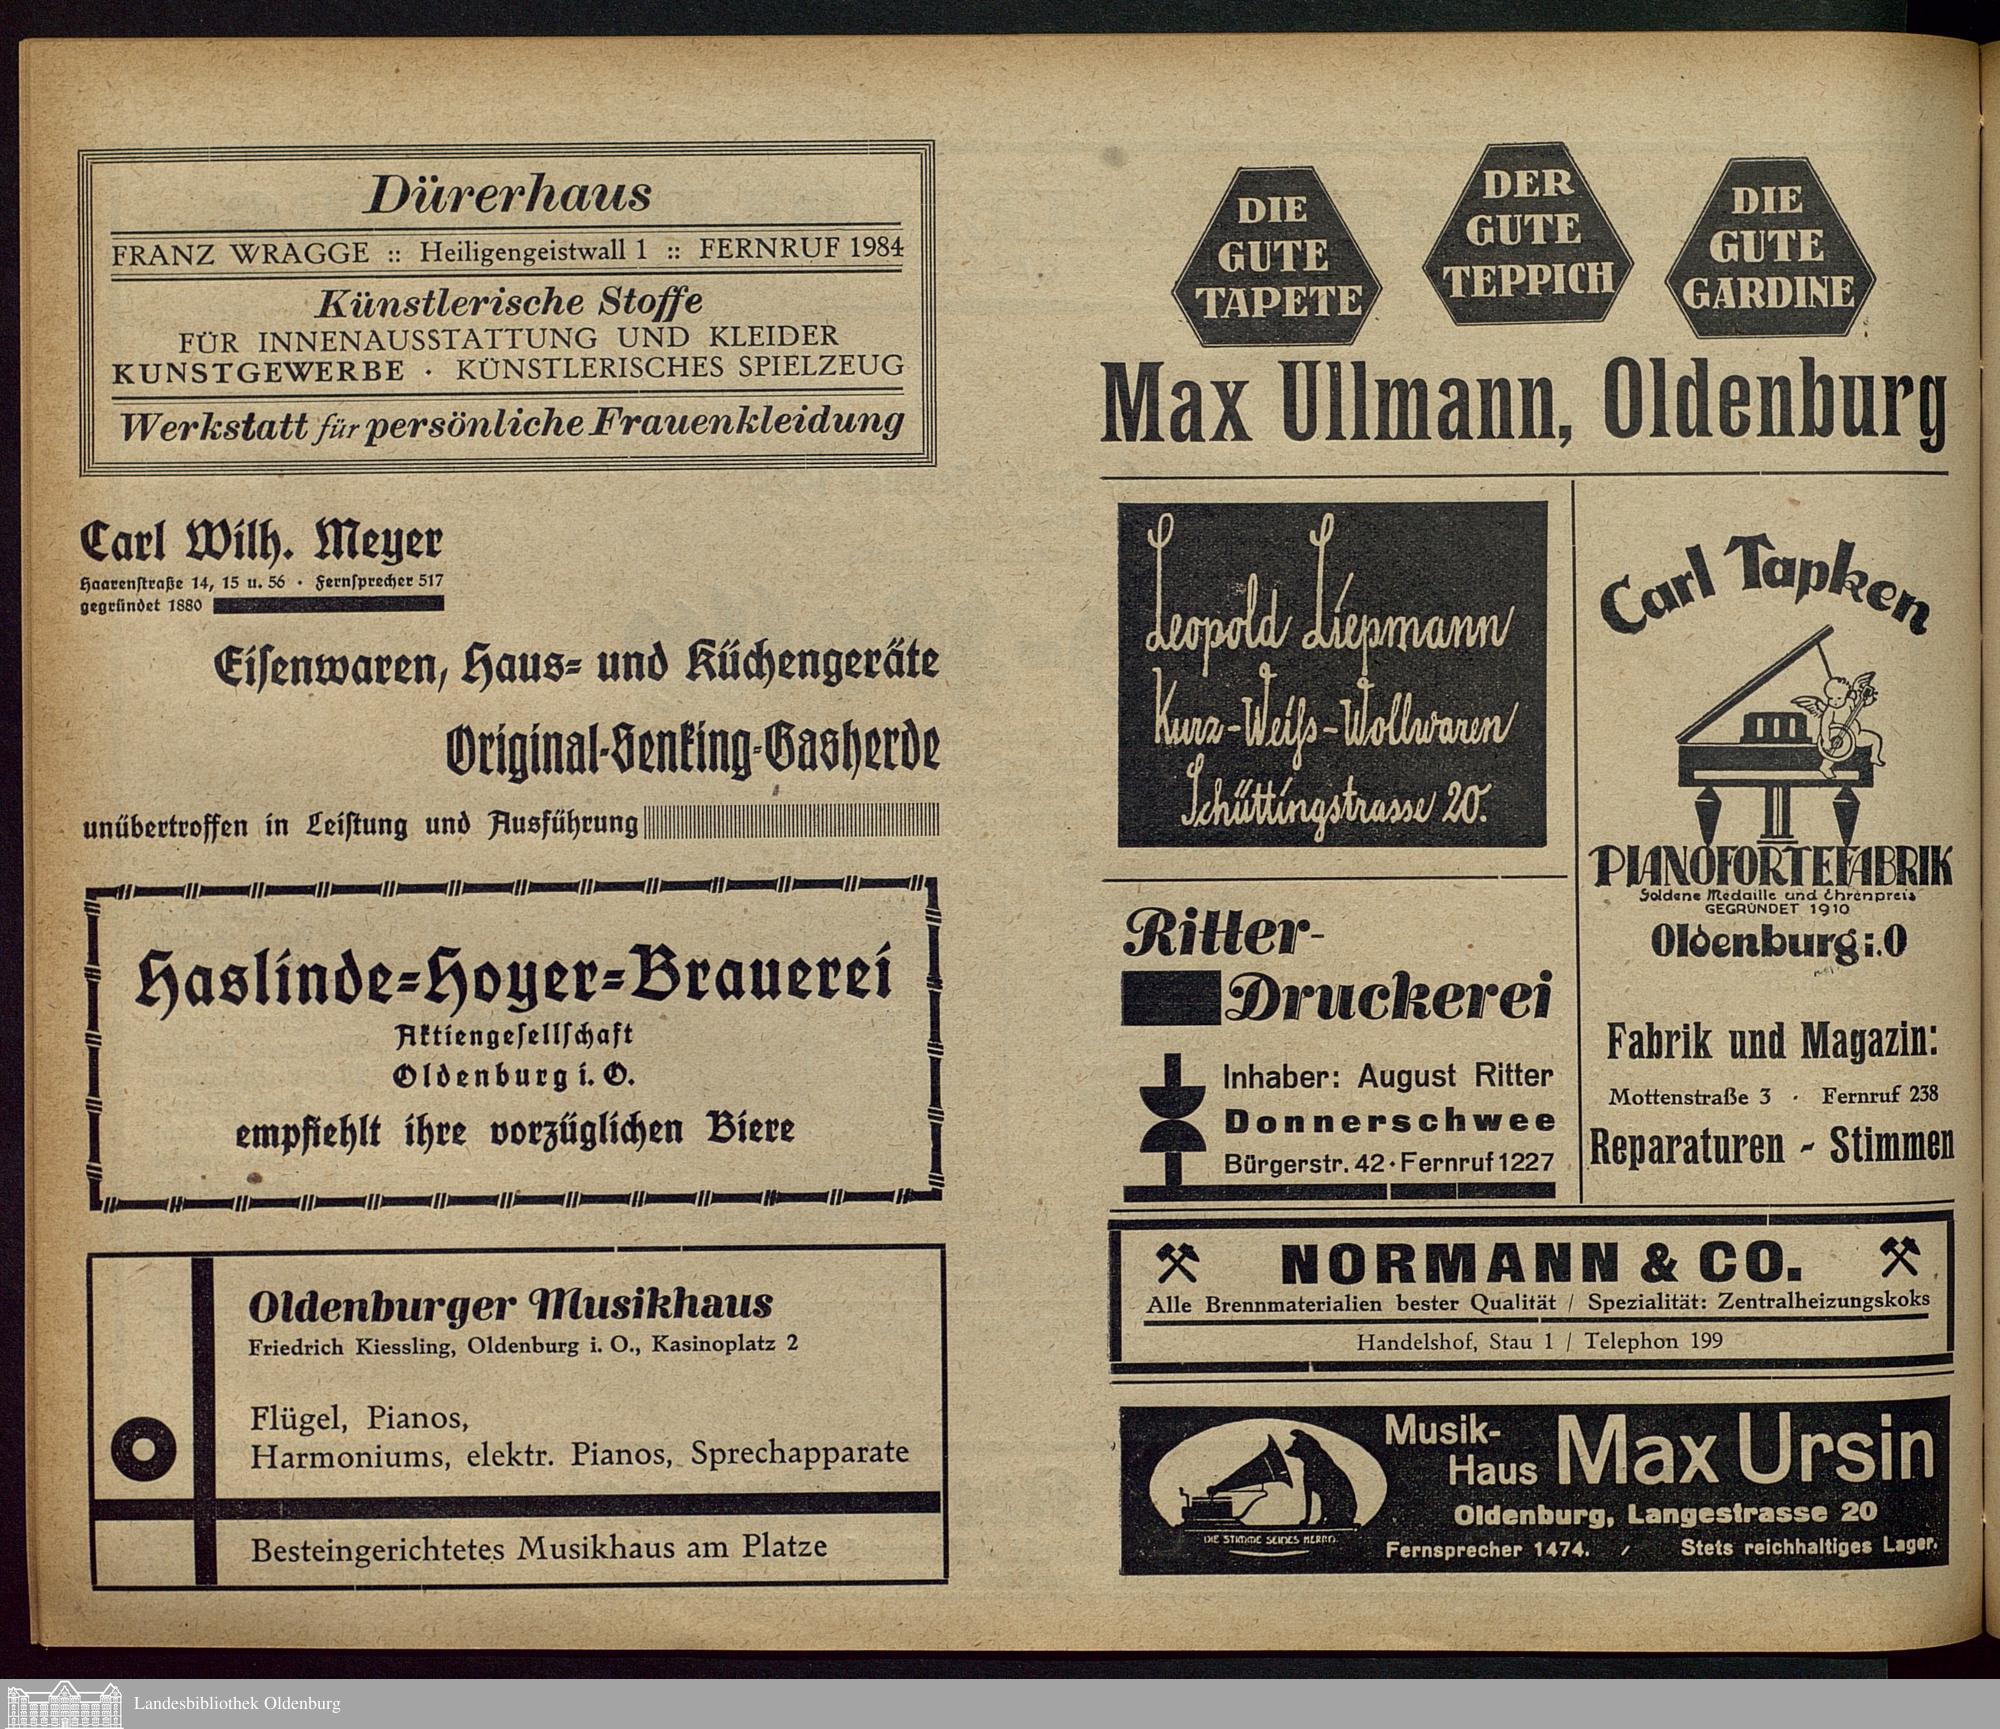 Dürerhaus
FRANZ WRAGGE :: Heiligengeistwall 1 :: FERNRUF 1984
Künstlerische Stoffe
FÜR INNENAUSSTATTUNG UND KLEIDER
KUNSTGEWERBE · KÜNSTLERISCHES SPIELZEUG
Werkstatt für persönliche Frauenkleidung
Carl Wilh. Meyer
Haarenstraße 14, 15 u. 56 · Fernsprecher 517
gegründet 1880
Eisenwaren, Haus= und Küchengeräte
Original-Senking-Gasherde
unübertroffen in Leistung und Ausführung
Haslinde=Hoyer=Brauerei
Aktiengesellschaft
Oldenburg i. O.
empfiehlt ihre vorzüglichen Biere
Oldenburger Musikhaus
Friedrich Kiessling, Oldenburg i. O., Kasinoplatz 2
Flügel, Pianos,
Harmoniums, elektr. Pianos, Sprechapparate
Besteingerichtetes Musikhaus am Platze
DIE
GUTE
TAPETE
DER
GUTE
TEPPICH
DIE
GUTE
GARDINE
Max Ullmann, Oldenburg
Leopold Liepmann
Kurz-Weiss-Wollwaren
Schüttingstrasse 20.
Ritter-
Druckerei
Inhaber: August Ritter
Donnerschwee
Bürgerstr. 42 · Fernruf 1227
Carl Tapken
PIANOFORTEFABRIK
Goldene Medaille und Ehrenpreis
GEGRÜNDET 1910
Oldenburg i. O
Fabrik und Magazin:
Mottenstraße 3 · Fernruf 238
Reparaturen - Stimmen
NORMANN & CO.
Alle Brennmaterialien bester Qualität / Spezialität: Zentralheizungskoks
Handelshof, Stau 1 / Telephon 199
DIE STIMME SEINES HERRN
Musik-
Haus Max Ursin
Oldenburg, Langestrasse 20
Fernsprecher 1474. / Stets reichhaltiges Lager.
Landesbibliothek Oldenburg